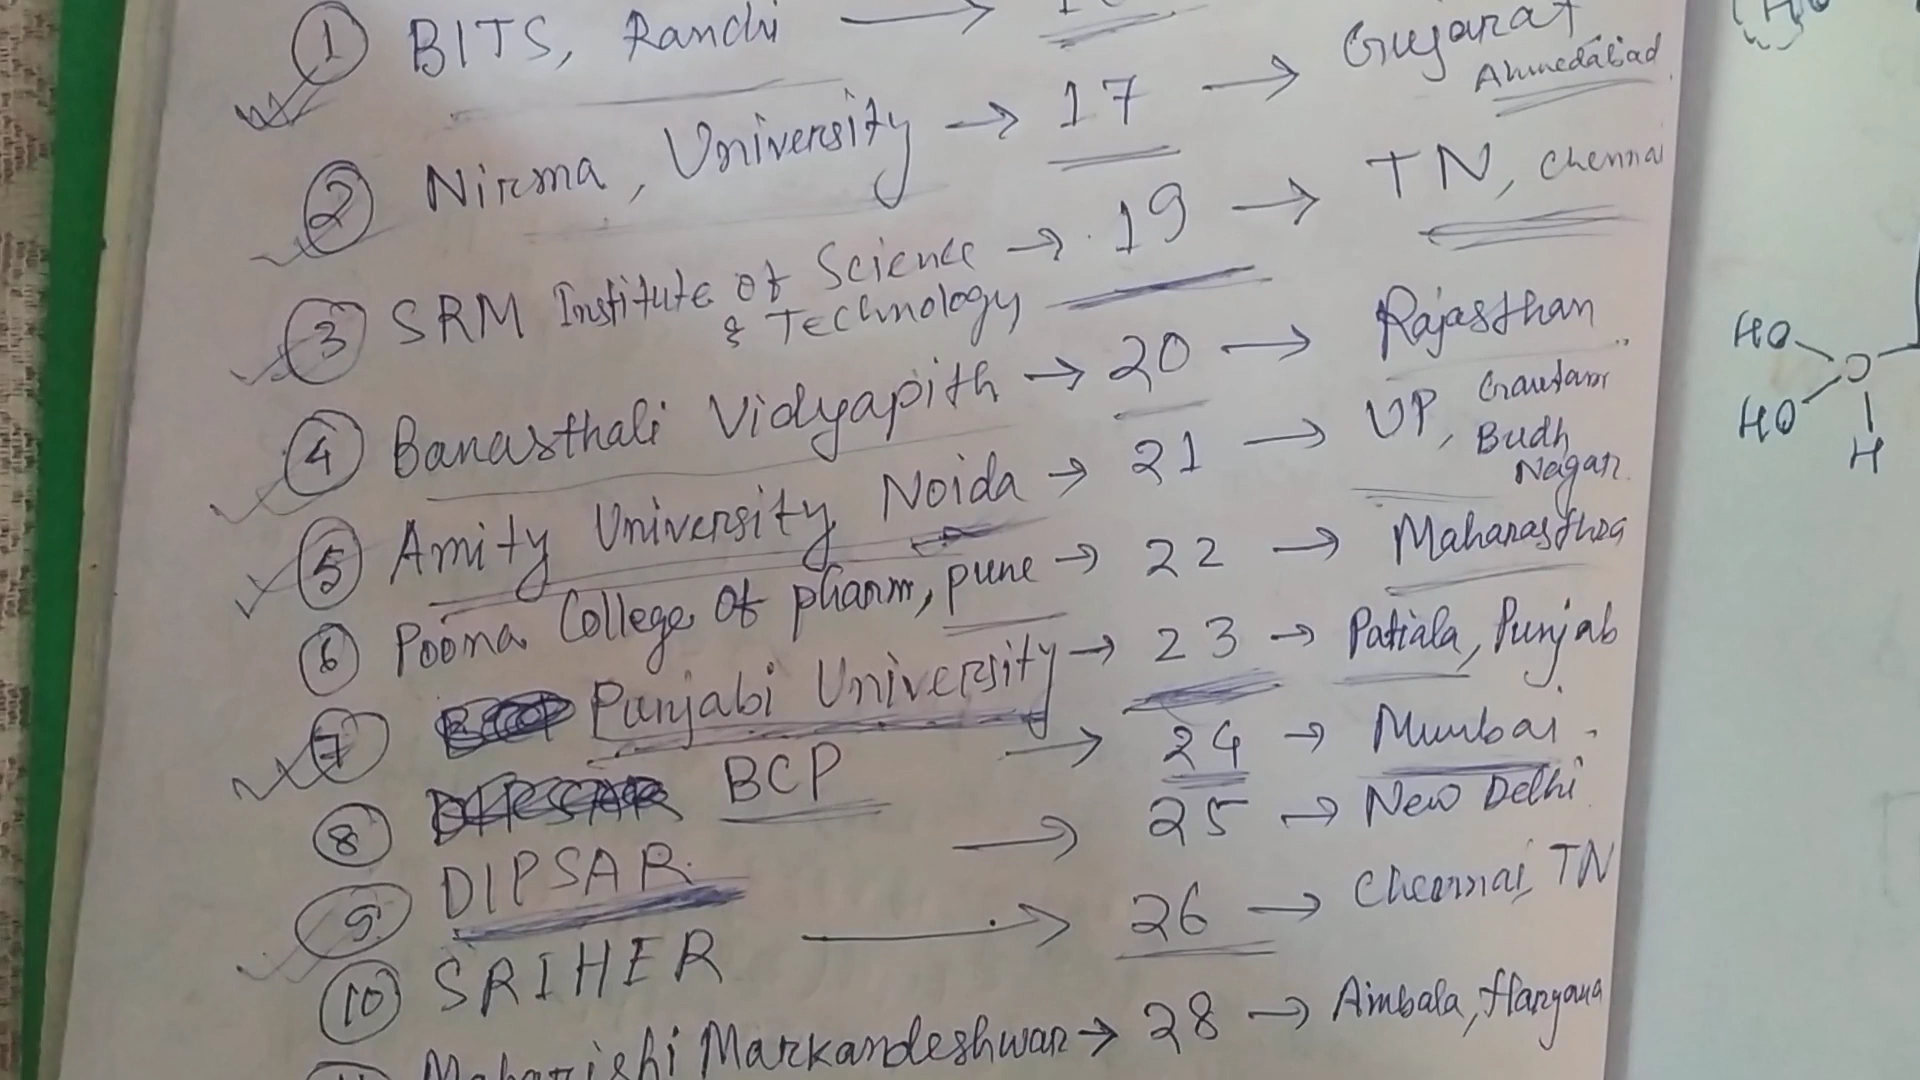 ① BITS, Ranchi →
② Nirma, University → 17 → Gujarat
Ahmedabad
③ SRM Institute of Science → 19 → TN, Chennai
& Technology
④ Banasthali Vidyapith → 20 → Rajasthan
⑤ Amity University Noida → 21 → UP, Gautam
Budh
Nagar
⑥ Poona College of pharm, pune → 22 → Maharasthra
⑦ Punjabi University → 23 → Patiala, Punjab
⑧ BCP → 24 → Mumbai
⑨ DIPSAR → 25 → New Delhi
⑩ SRIHER → 26 → Chennai, TN
Maharishi Markandeshwar → 28 → Ambala, Haryana
HO
HO
H